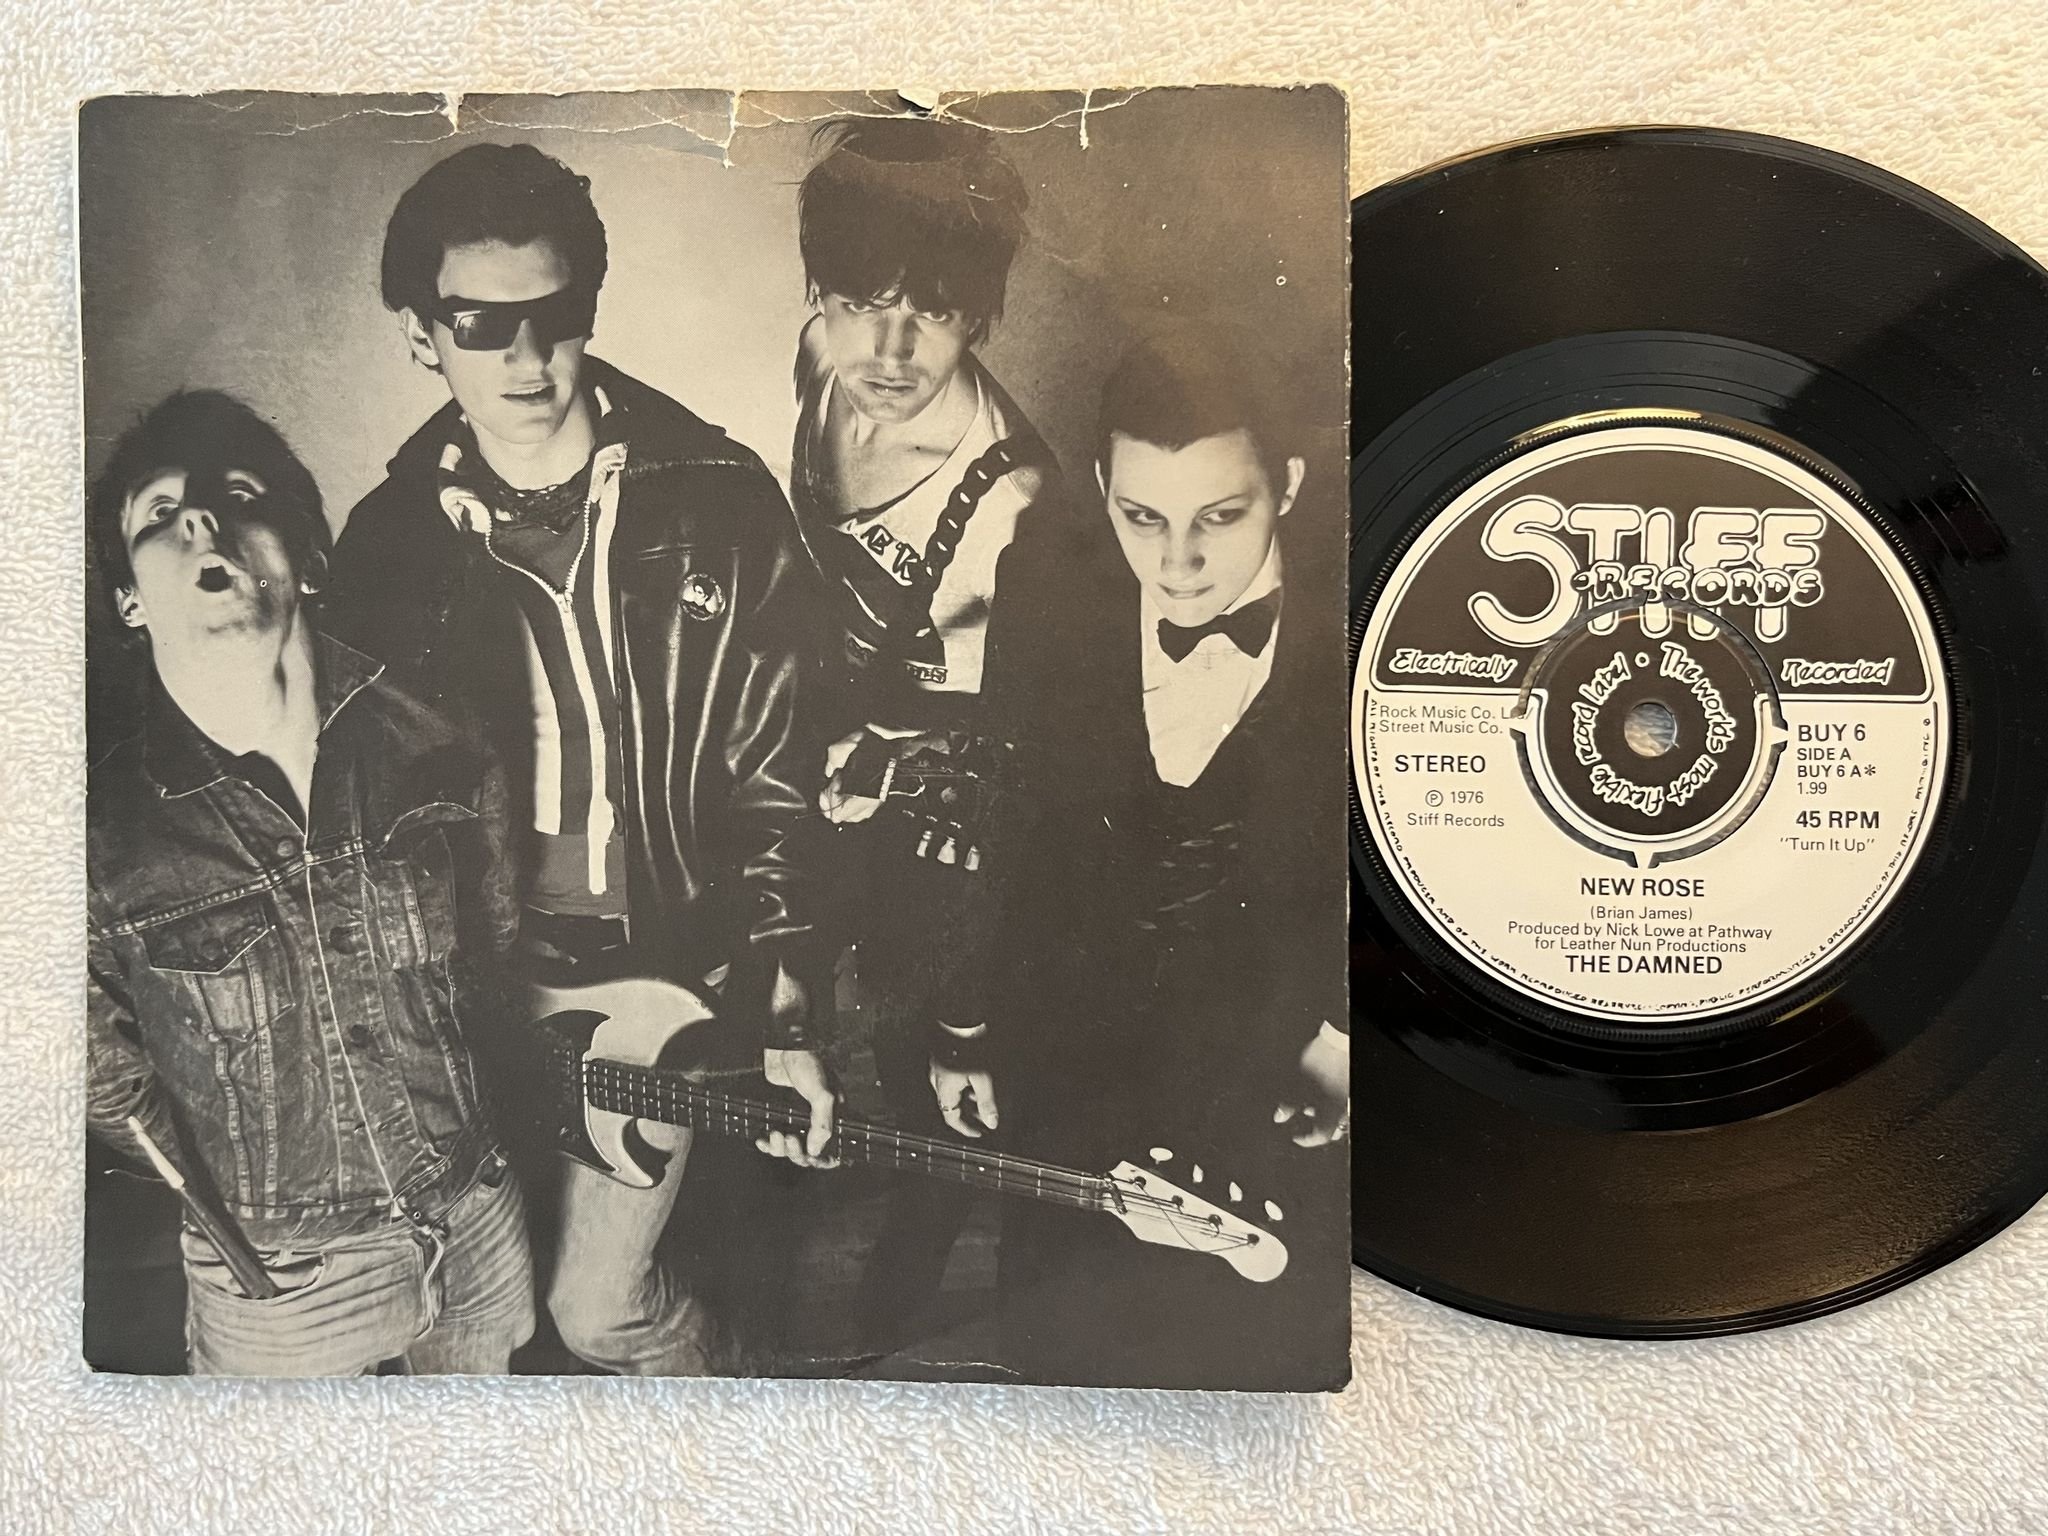 STIFF
RECORDS
Electrically
Recorded
The worlds most flexible record label •
Rock Music Co. Ltd/
Street Music Co.
STEREO
℗ 1976
Stiff Records
BUY 6
SIDE A
BUY 6 A*
1.99
45 RPM
"Turn It Up"
NEW ROSE
(Brian James)
Produced by Nick Lowe at Pathway
for Leather Nun Productions
THE DAMNED